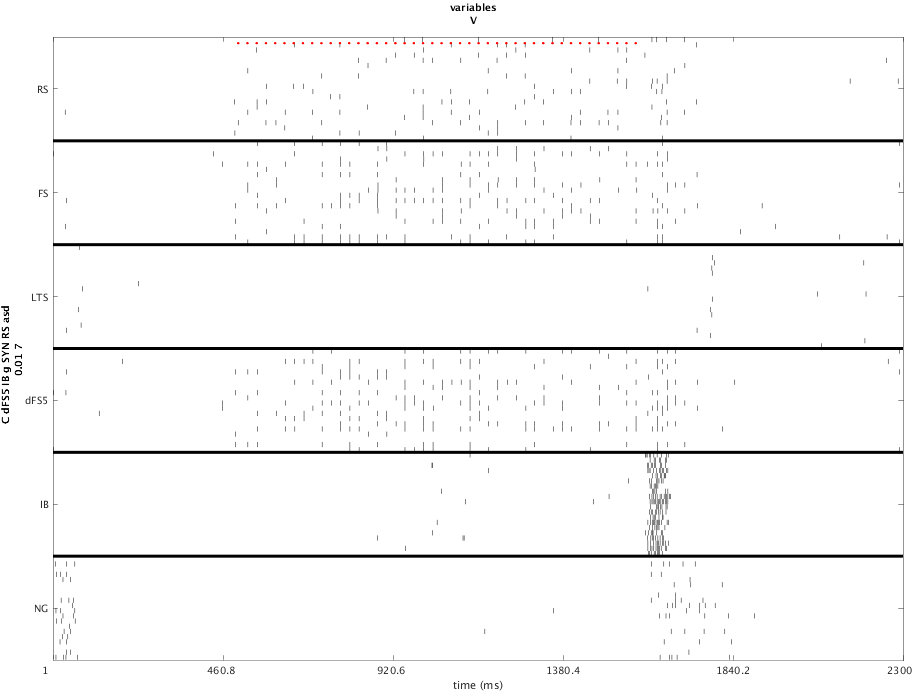 variables
V
RS
FS
LTS
dFS5
IB
NG
C dFS5 IB g SYN RS asd
0.01 7
1 460.8 920.6 1380.4 1840.2 2300
time (ms)